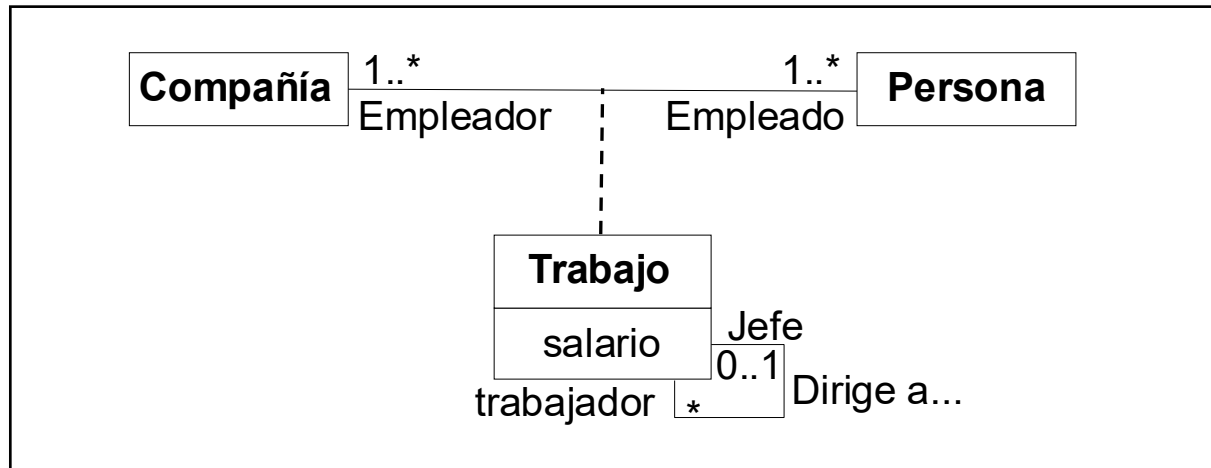 1..* 1..*
Compañía Persona
Empleador Empleado
Trabajo
salario
Jefe
0..1
trabajador * Dirige a...